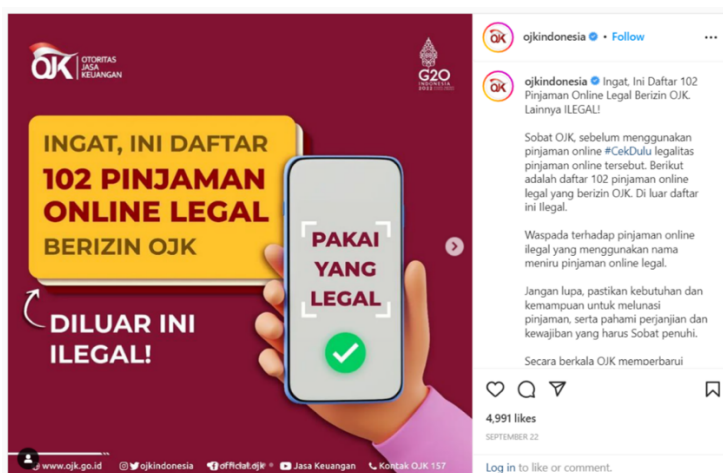 OJK OTORITAS
JASA
KEUANGAN
G20
INDONESIA
2022
INGAT, INI DAFTAR
102 PINJAMAN
ONLINE LEGAL
BERIZIN OJK
DILUAR INI
ILEGAL!
PAKAI
YANG
LEGAL
www.ojk.go.id ojkindonesia official.ojk Jasa Keuangan Kontak OJK 157
ojkindonesia • Follow
ojkindonesia Ingat, Ini Daftar 102
Pinjaman Online Legal Berizin OJK.
Lainnya ILEGAL!
Sobat OJK, sebelum menggunakan
pinjaman online #CekDulu legalitas
pinjaman online tersebut. Berikut
adalah daftar 102 pinjaman online
legal yang berizin OJK. Di luar daftar
ini Ilegal.
Waspada terhadap pinjaman online
ilegal yang menggunakan nama
meniru pinjaman online legal.
Jangan lupa, pastikan kebutuhan dan
kemampuan untuk melunasi
pinjaman, serta pahami perjanjian dan
kewajiban yang harus Sobat penuhi.
Secara berkala OJK memperbarui
4,991 likes
SEPTEMBER 22
Log in to like or comment.